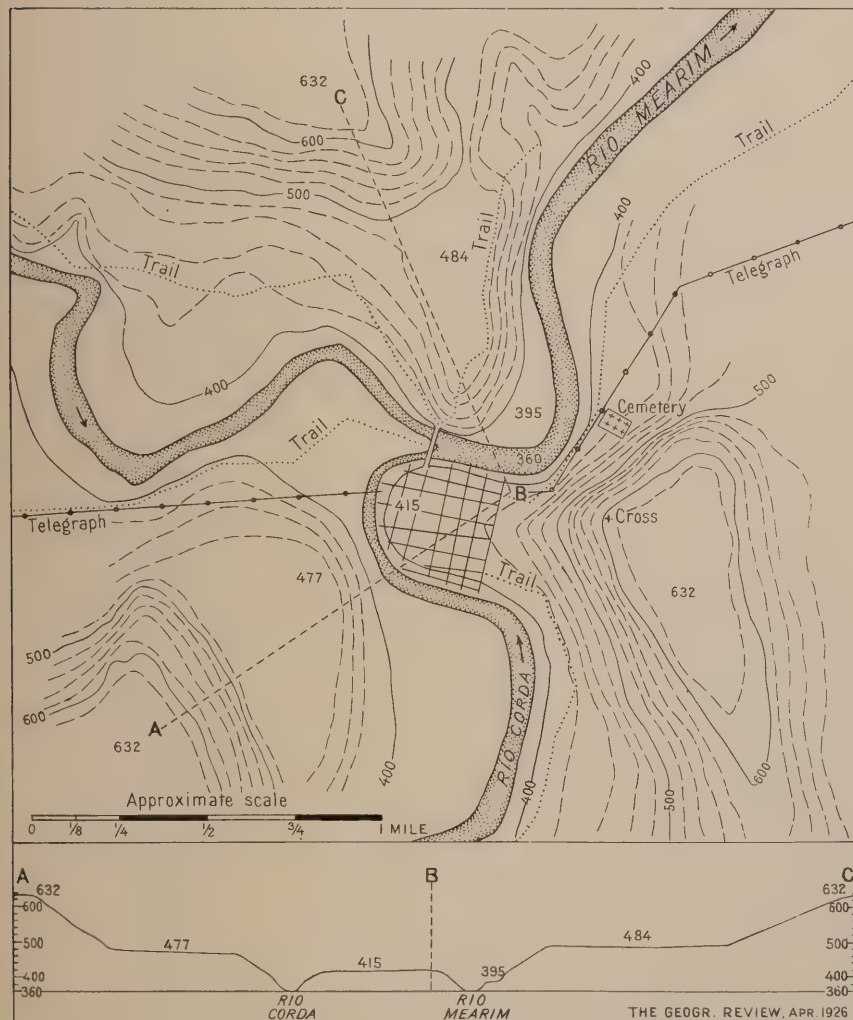 632
C
400
RIO MEARIM
600
Trail
500
400
484
Trail
Trail
Telegraph
400
500
395
Cemetery
Trail
360
B
415
Cross
Telegraph
477
Trail
632
500
600
A
632
RIO CORDA
400
400
500
600
Approximate scale
0 1/8 1/4 1/2 3/4 1 MILE
A B C
632 632
600 600
500 477 484 500
400 415 395 400
360 360
RIO CORDA
RIO MEARIM
THE GEOGR. REVIEW, APR. 1926